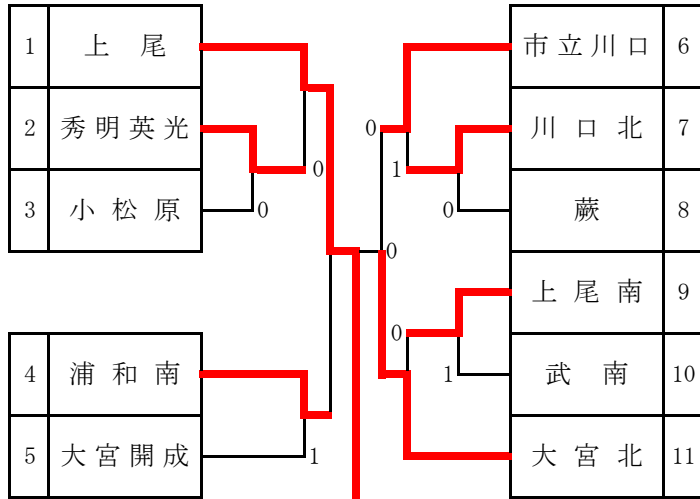 1 上尾
2 秀明英光
3 小松原
4 浦和南
5 大宮開成
0
0
1
0
0
1
0
0
1
市立川口 6
川口北 7
蕨 8
上尾南 9
武南 10
大宮北 11